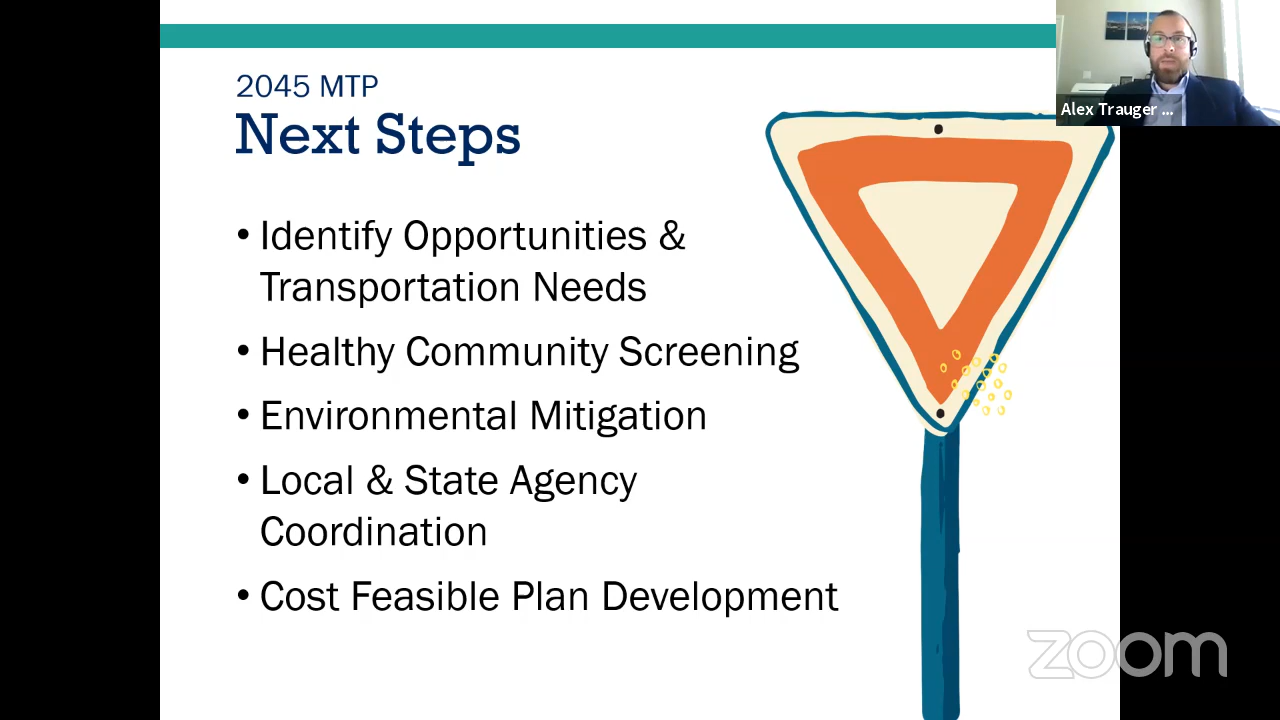 2045 MTP
Next Steps
• Identify Opportunities &
Transportation Needs
• Healthy Community Screening
• Environmental Mitigation
• Local & State Agency
Coordination
• Cost Feasible Plan Development
Alex Trauger ...
zoom